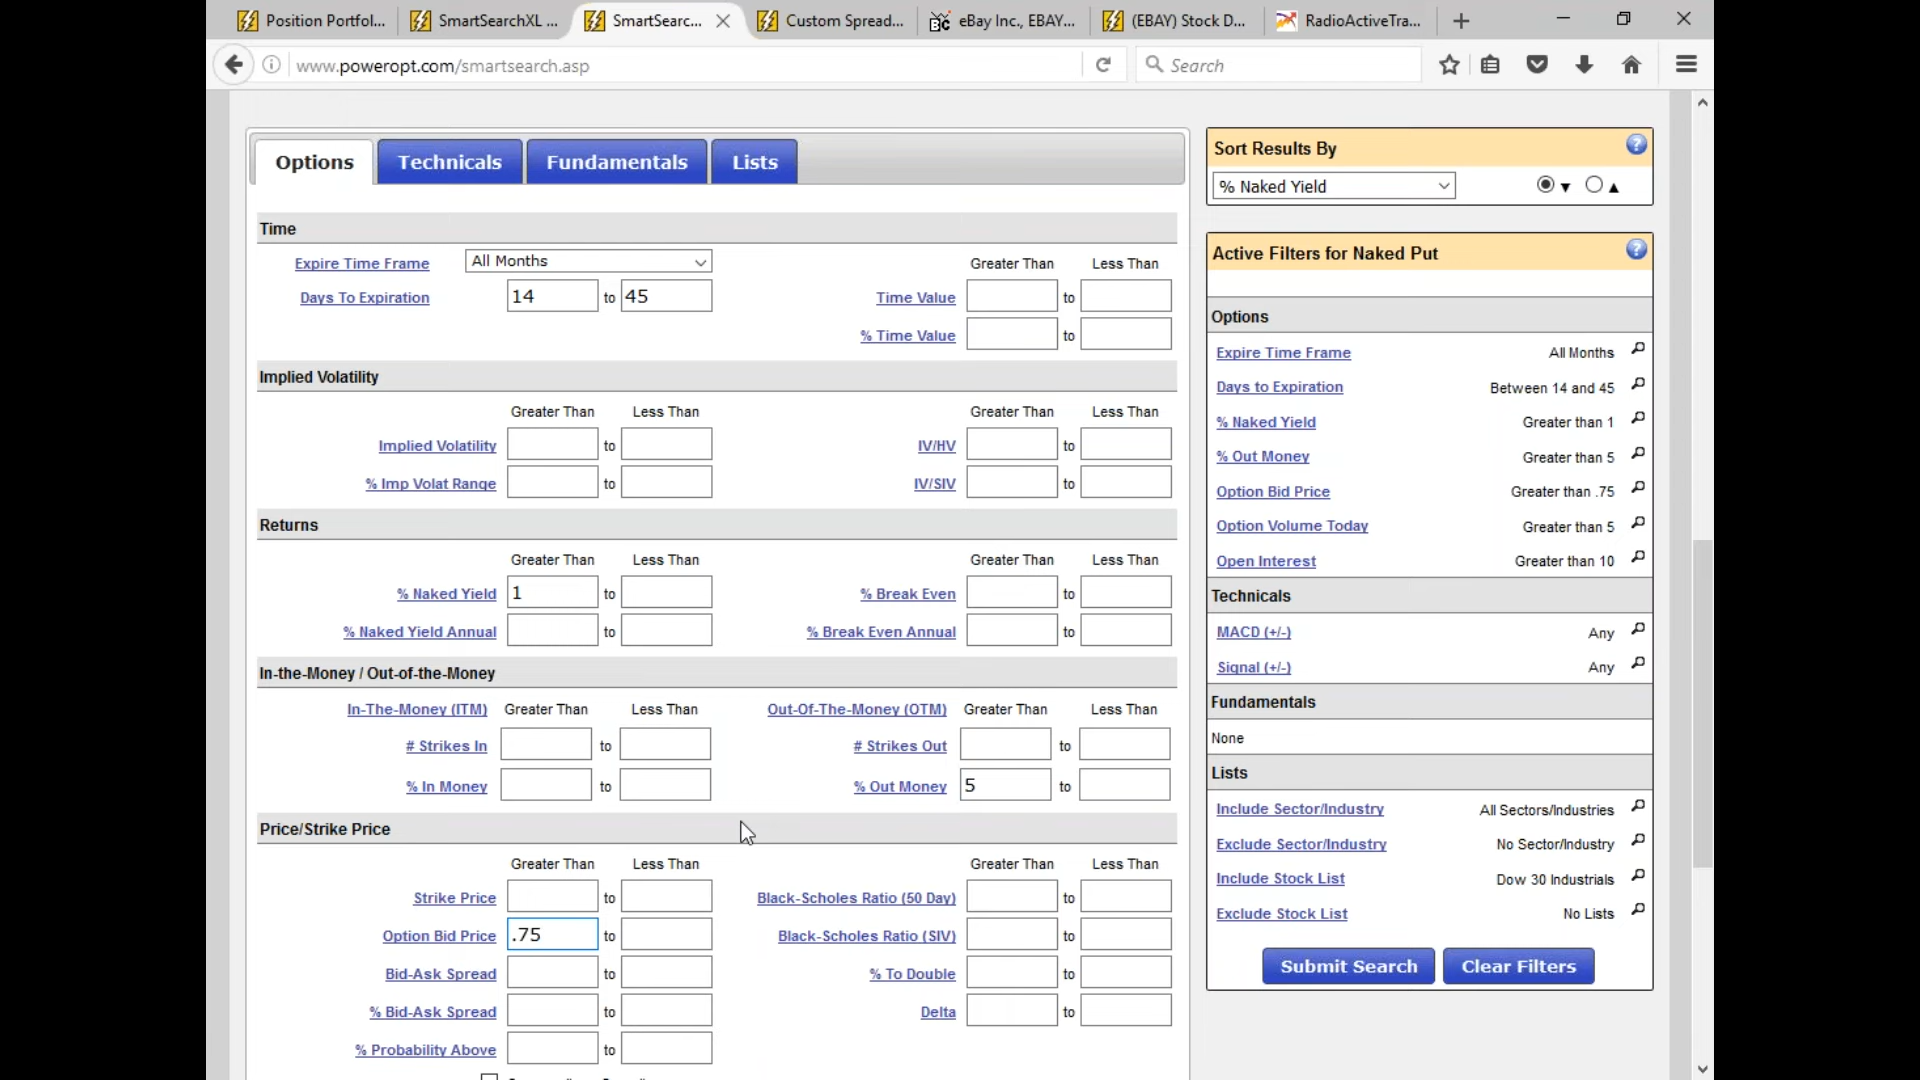 Position Portfol... SmartSearchXL ... SmartSearc... Custom Spread... eBay Inc., EBAY... (EBAY) Stock D... RadioActiveTra...
www.poweropt.com/smartsearch.asp Search
Options Technicals Fundamentals Lists
Time
Expire Time Frame All Months Greater Than Less Than
Days To Expiration 14 to 45 Time Value to
% Time Value to
Implied Volatility
Greater Than Less Than Greater Than Less Than
Implied Volatility to IV/HV to
% Imp Volat Range to IV/SIV to
Returns
Greater Than Less Than Greater Than Less Than
% Naked Yield 1 to % Break Even to
% Naked Yield Annual to % Break Even Annual to
In-the-Money / Out-of-the-Money
In-The-Money (ITM) Greater Than Less Than Out-Of-The-Money (OTM) Greater Than Less Than
# Strikes In to # Strikes Out to
% In Money to % Out Money 5 to
Price/Strike Price
Greater Than Less Than Greater Than Less Than
Strike Price to Black-Scholes Ratio (50 Day) to
Option Bid Price .75 to Black-Scholes Ratio (SIV) to
Bid-Ask Spread to % To Double to
% Bid-Ask Spread to Delta to
% Probability Above to
Sort Results By ?
% Naked Yield ▼ ▲
Active Filters for Naked Put ?
Options
Expire Time Frame All Months
Days to Expiration Between 14 and 45
% Naked Yield Greater than 1
% Out Money Greater than 5
Option Bid Price Greater than .75
Option Volume Today Greater than 5
Open Interest Greater than 10
Technicals
MACD (+/-) Any
Signal (+/-) Any
Fundamentals
None
Lists
Include Sector/Industry All Sectors/Industries
Exclude Sector/Industry No Sector/Industry
Include Stock List Dow 30 Industrials
Exclude Stock List No Lists
Submit Search Clear Filters